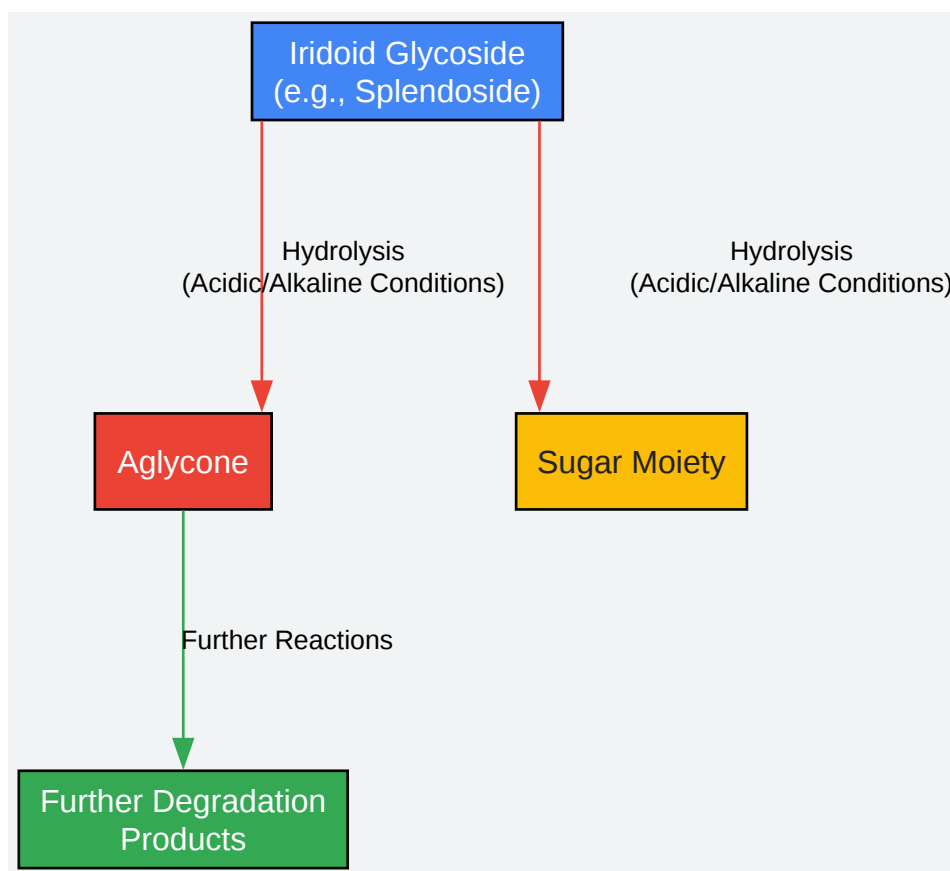 Iridoid Glycoside
(e.g., Splendoside)
Hydrolysis
(Acidic/Alkaline Conditions)
Hydrolysis
(Acidic/Alkaline Conditions)
Aglycone
Sugar Moiety
Further Reactions
Further Degradation
Products